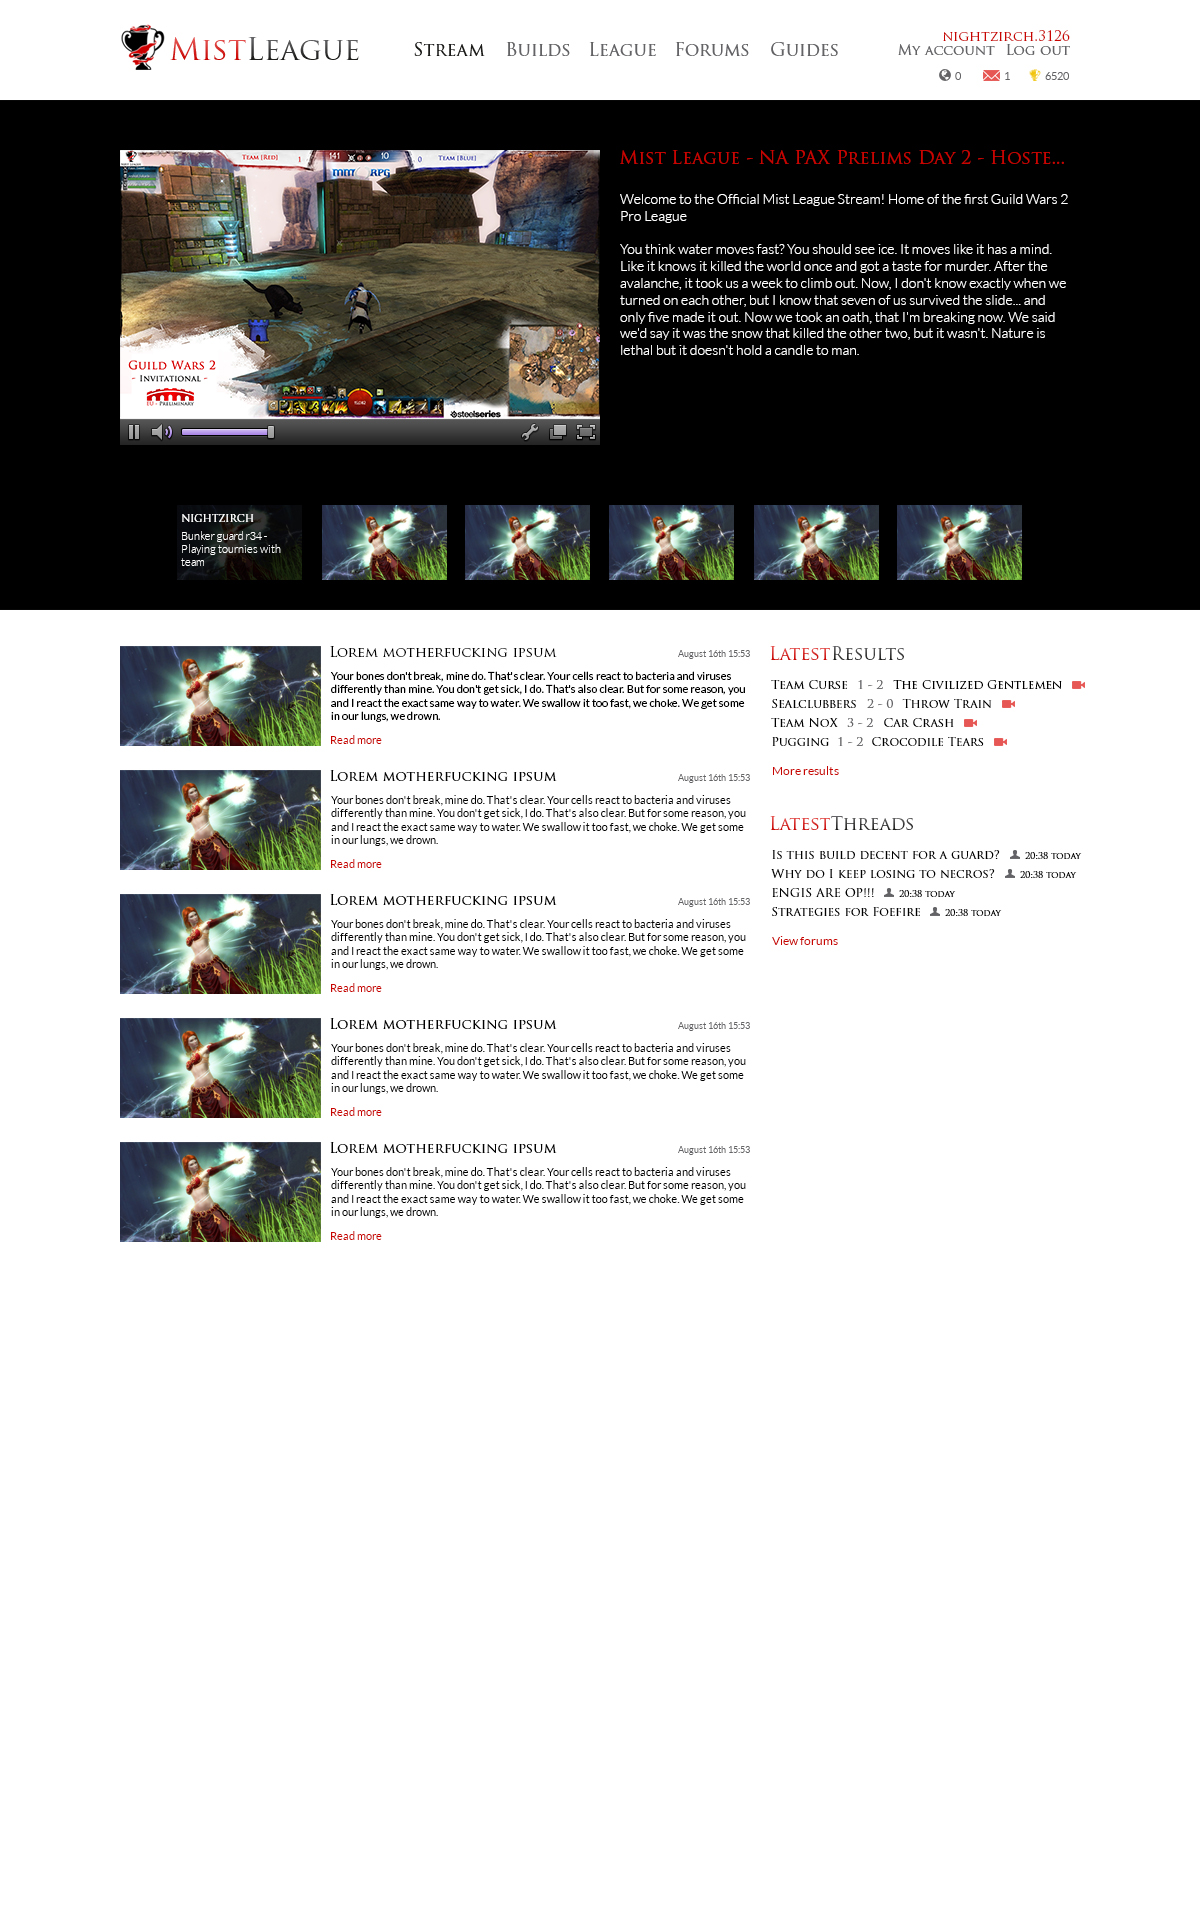 MISTLEAGUE
STREAM BUILDS LEAGUE FORUMS GUIDES
NIGHTZIRCH.3126
MY ACCOUNT LOG OUT
0 1 6520
TEAM [RED] 1 141 10 0 TEAM [BLUE]
RPG
GUILD WARS 2
- INVITATIONAL -
EU - PRELIMINARY
steelseries
MIST LEAGUE - NA PAX PRELIMS DAY 2 - HOSTE...
Welcome to the Official Mist League Stream! Home of the first Guild Wars 2
Pro League
You think water moves fast? You should see ice. It moves like it has a mind.
Like it knows it killed the world once and got a taste for murder. After the
avalanche, it took us a week to climb out. Now, I don't know exactly when we
turned on each other, but I know that seven of us survived the slide... and
only five made it out. Now we took an oath, that I'm breaking now. We said
we'd say it was the snow that killed the other two, but it wasn't. Nature is
lethal but it doesn't hold a candle to man.
NIGHTZIRCH
Bunker guard r34 -
Playing tournies with
team
LOREM MOTHERFUCKING IPSUM August 16th 15:53
Your bones don't break, mine do. That's clear. Your cells react to bacteria and viruses
differently than mine. You don't get sick, I do. That's also clear. But for some reason, you
and I react the exact same way to water. We swallow it too fast, we choke. We get some
in our lungs, we drown.
Read more
LOREM MOTHERFUCKING IPSUM August 16th 15:53
Your bones don't break, mine do. That's clear. Your cells react to bacteria and viruses
differently than mine. You don't get sick, I do. That's also clear. But for some reason, you
and I react the exact same way to water. We swallow it too fast, we choke. We get some
in our lungs, we drown.
Read more
LOREM MOTHERFUCKING IPSUM August 16th 15:53
Your bones don't break, mine do. That's clear. Your cells react to bacteria and viruses
differently than mine. You don't get sick, I do. That's also clear. But for some reason, you
and I react the exact same way to water. We swallow it too fast, we choke. We get some
in our lungs, we drown.
Read more
LOREM MOTHERFUCKING IPSUM August 16th 15:53
Your bones don't break, mine do. That's clear. Your cells react to bacteria and viruses
differently than mine. You don't get sick, I do. That's also clear. But for some reason, you
and I react the exact same way to water. We swallow it too fast, we choke. We get some
in our lungs, we drown.
Read more
LOREM MOTHERFUCKING IPSUM August 16th 15:53
Your bones don't break, mine do. That's clear. Your cells react to bacteria and viruses
differently than mine. You don't get sick, I do. That's also clear. But for some reason, you
and I react the exact same way to water. We swallow it too fast, we choke. We get some
in our lungs, we drown.
Read more
LATESTRESULTS
TEAM CURSE 1 - 2 THE CIVILIZED GENTLEMEN
SEALCLUBBERS 2 - 0 THROW TRAIN
TEAM NOX 3 - 2 CAR CRASH
PUGGING 1 - 2 CROCODILE TEARS
More results
LATESTTHREADS
IS THIS BUILD DECENT FOR A GUARD? 20:38 TODAY
WHY DO I KEEP LOSING TO NECROS? 20:38 TODAY
ENGIS ARE OP!!! 20:38 TODAY
STRATEGIES FOR FOEFIRE 20:38 TODAY
View forums